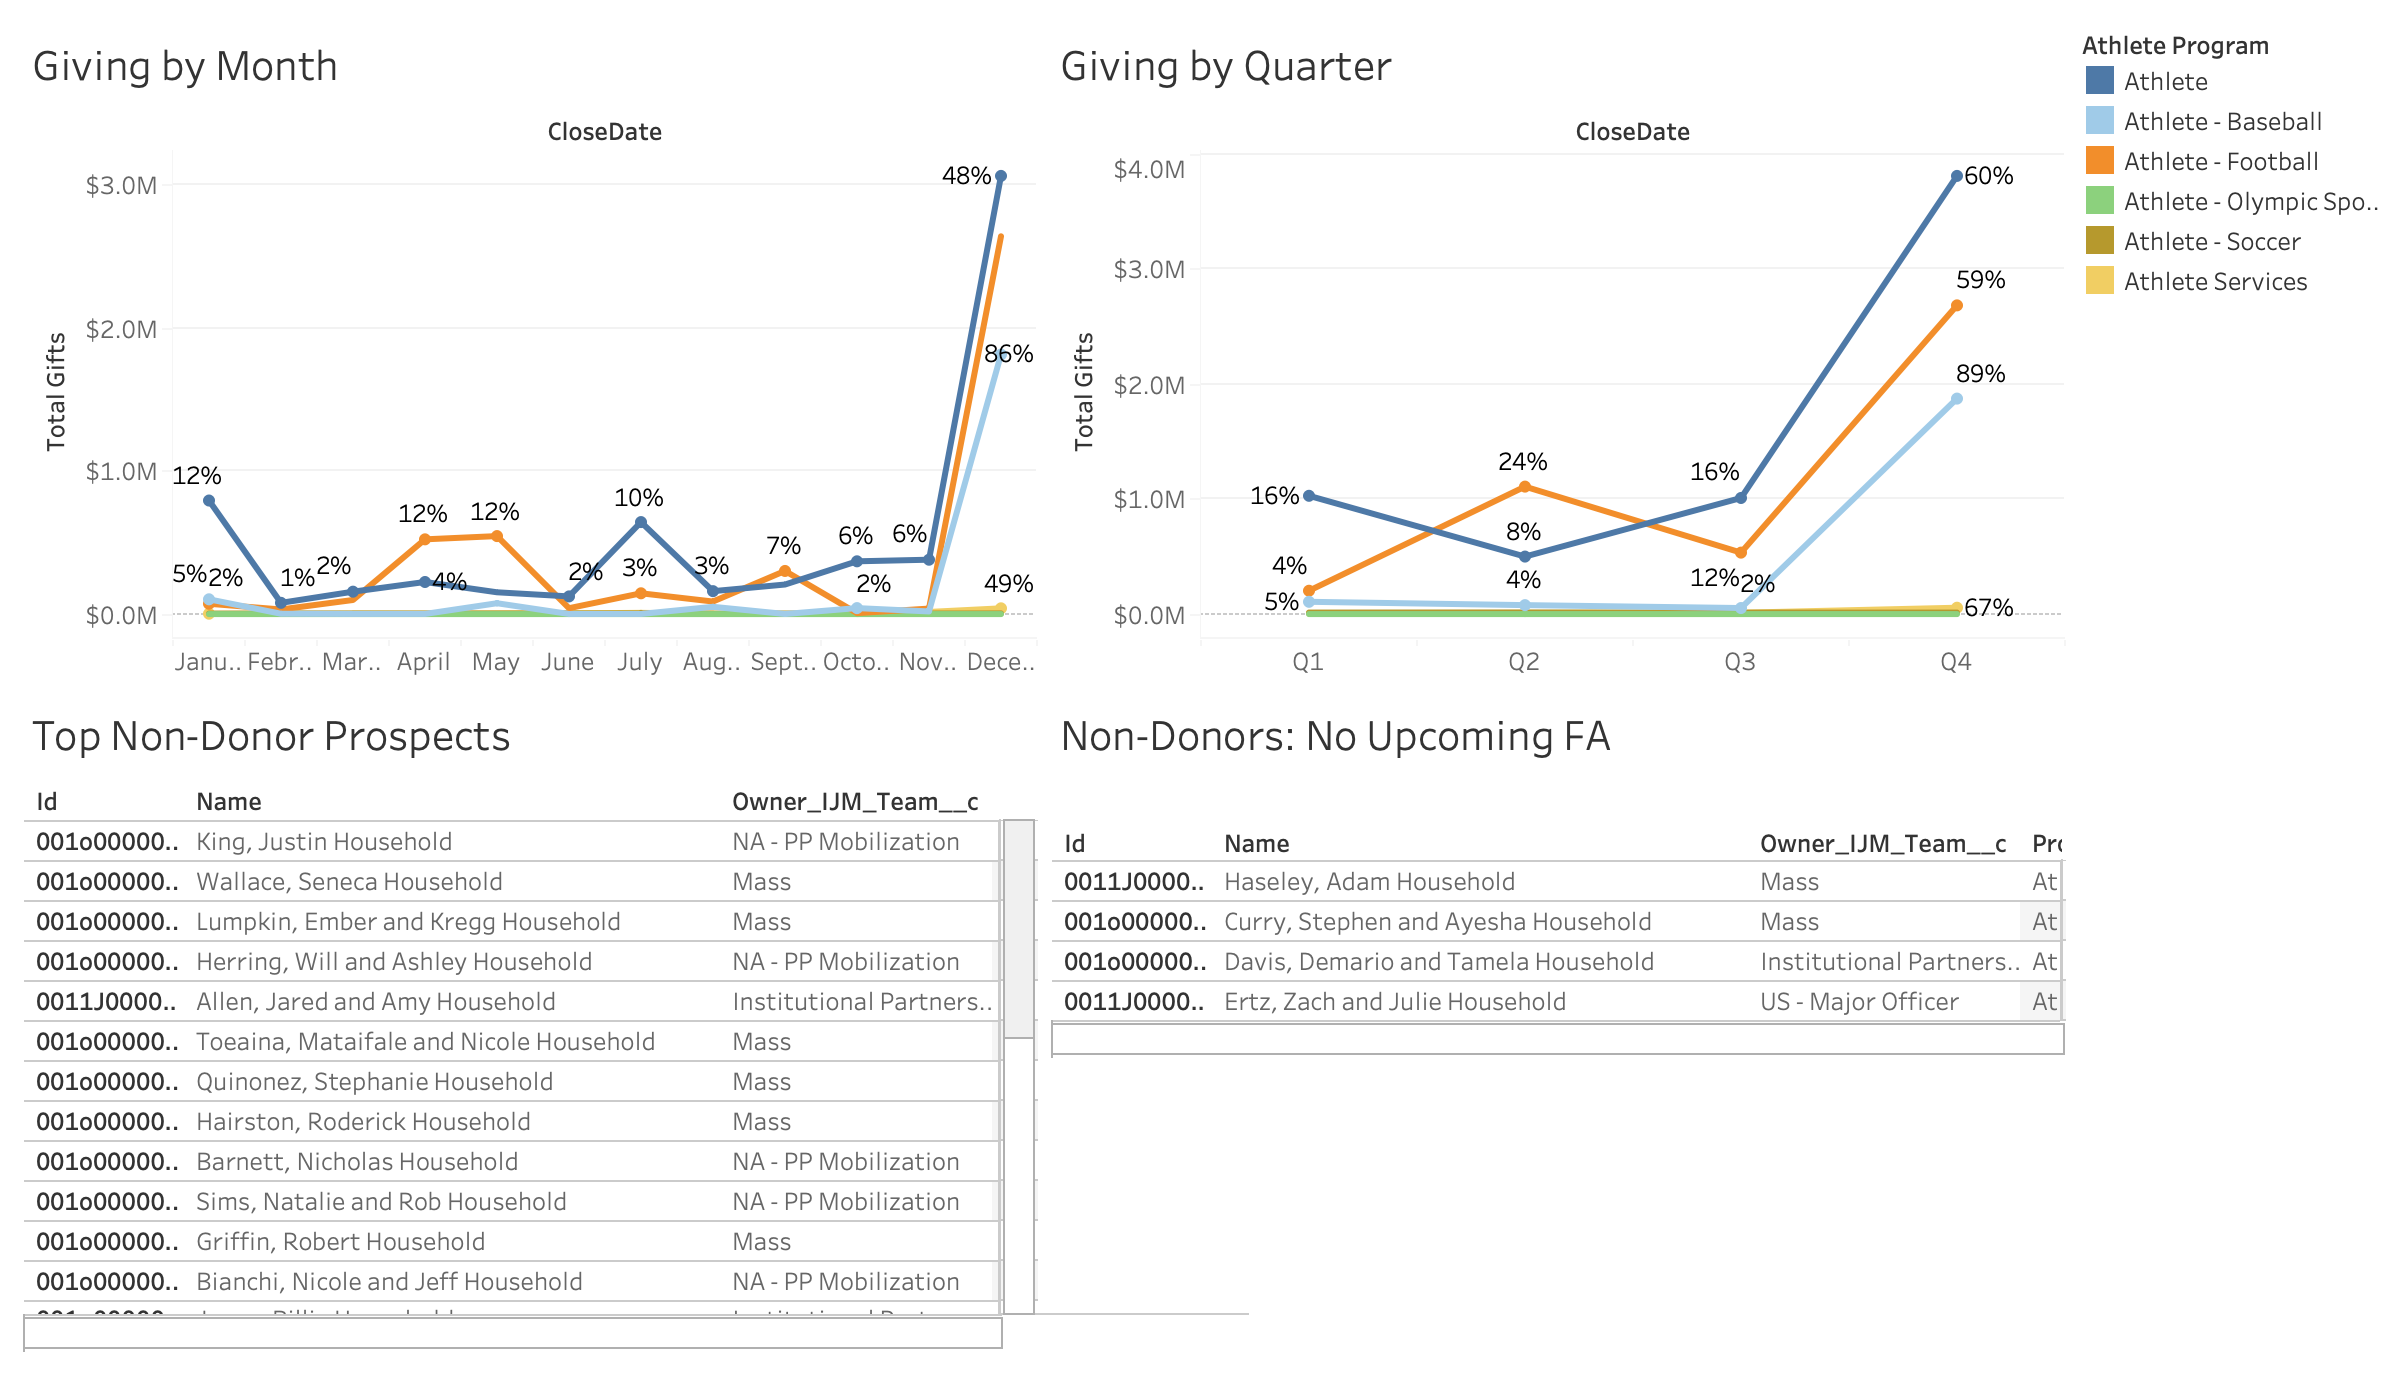 Giving by Month
CloseDate
Total Gifts
$3.0M
$2.0M
$1.0M
$0.0M
48%
86%
12%
12%
12%
10%
7%
6%
6%
5%
2%
1%
2%
4%
2%
3%
3%
2%
49%
Janu..
Febr..
Mar..
April
May
June
July
Aug..
Sept..
Octo..
Nov..
Dece..
Giving by Quarter
CloseDate
Total Gifts
$4.0M
$3.0M
$2.0M
$1.0M
$0.0M
60%
59%
89%
16%
24%
16%
8%
4%
4%
12%
2%
5%
67%
Q1
Q2
Q3
Q4
Athlete Program
Athlete
Athlete - Baseball
Athlete - Football
Athlete - Olympic Spo..
Athlete - Soccer
Athlete Services
Top Non-Donor Prospects
Id Name Owner_IJM_Team__c
001o00000.. King, Justin Household NA - PP Mobilization
001o00000.. Wallace, Seneca Household Mass
001o00000.. Lumpkin, Ember and Kregg Household Mass
001o00000.. Herring, Will and Ashley Household NA - PP Mobilization
0011J0000.. Allen, Jared and Amy Household Institutional Partners..
001o00000.. Toeaina, Mataifale and Nicole Household Mass
001o00000.. Quinonez, Stephanie Household Mass
001o00000.. Hairston, Roderick Household Mass
001o00000.. Barnett, Nicholas Household NA - PP Mobilization
001o00000.. Sims, Natalie and Rob Household NA - PP Mobilization
001o00000.. Griffin, Robert Household Mass
001o00000.. Bianchi, Nicole and Jeff Household NA - PP Mobilization
Non-Donors: No Upcoming FA
Id Name Owner_IJM_Team__c Pro
0011J0000.. Haseley, Adam Household Mass At
001o00000.. Curry, Stephen and Ayesha Household Mass At
001o00000.. Davis, Demario and Tamela Household Institutional Partners.. At
0011J0000.. Ertz, Zach and Julie Household US - Major Officer At